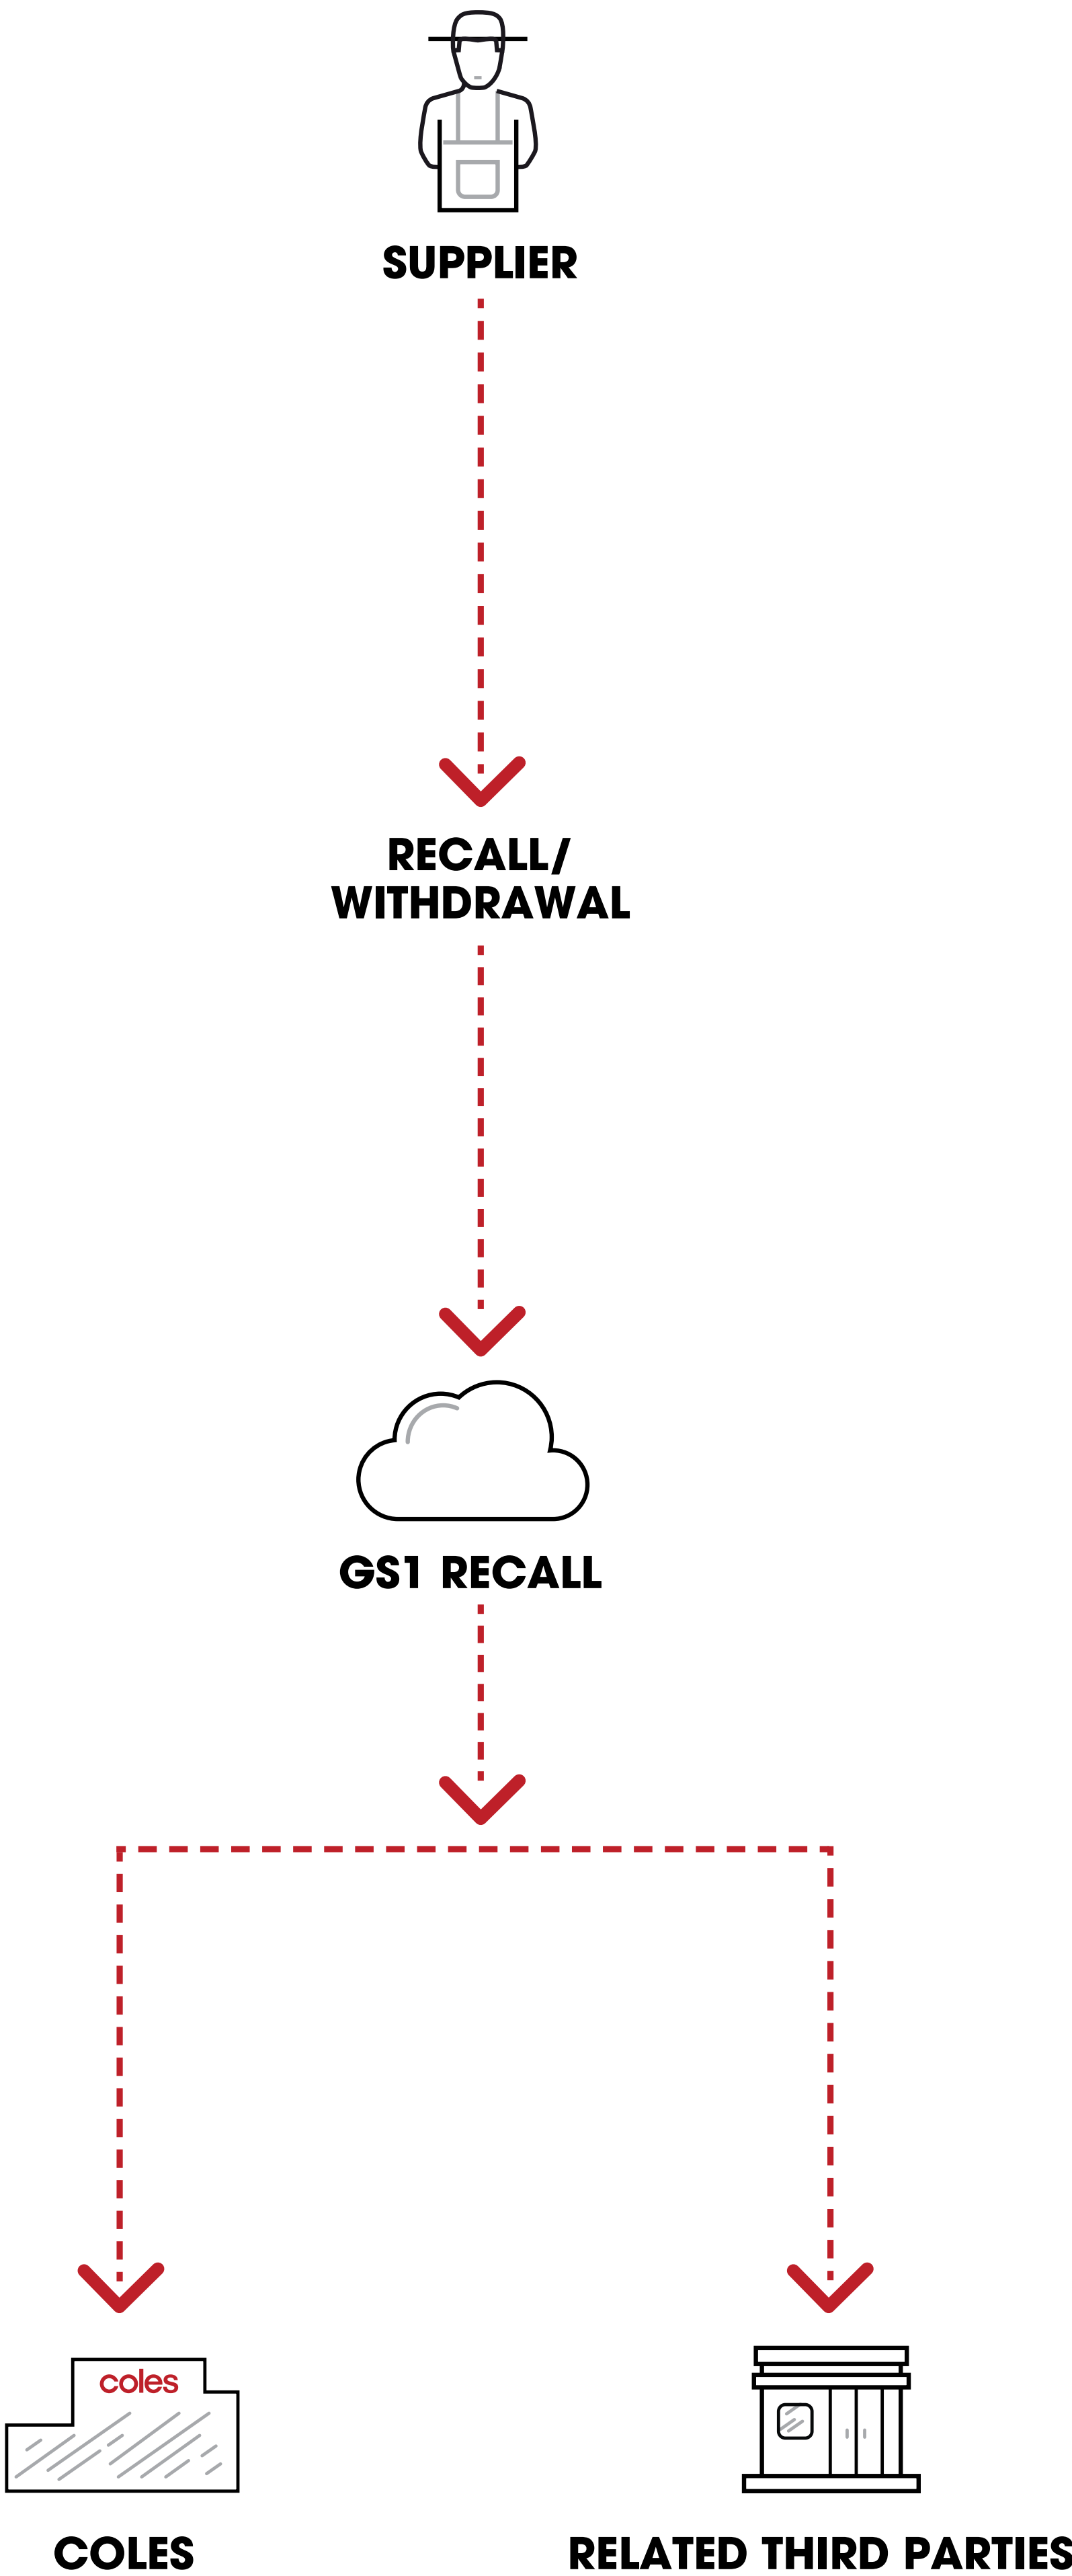 SUPPLIER
RECALL/
WITHDRAWAL
GS1 RECALL
coles
COLES
RELATED THIRD PARTIES